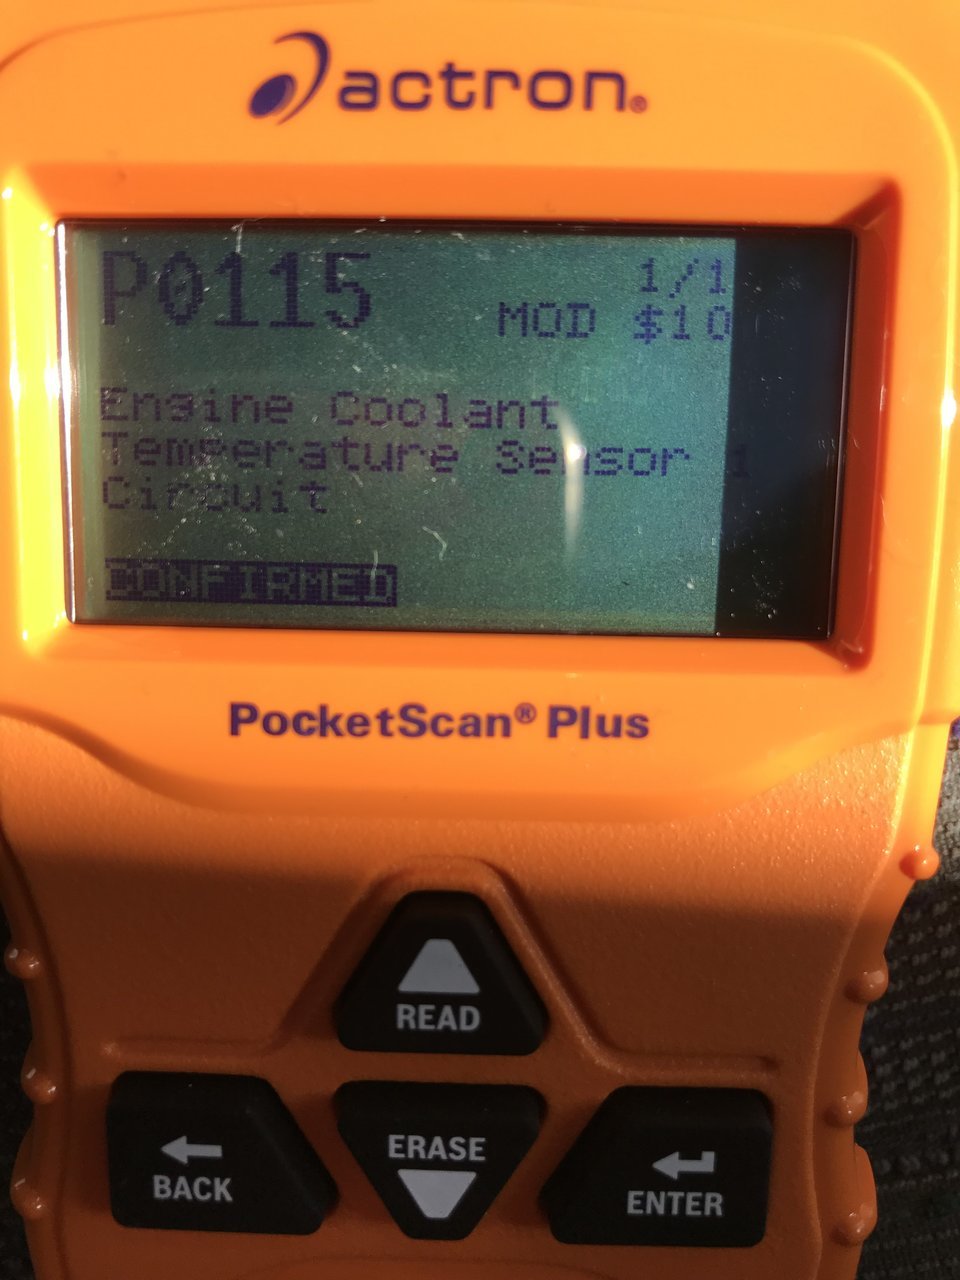 actron®
P0115
1/1
MOD $10
Engine Coolant
Temperature Sensor 1
Circuit
CONFIRMED
PocketScan® Plus
READ
BACK
ERASE
ENTER